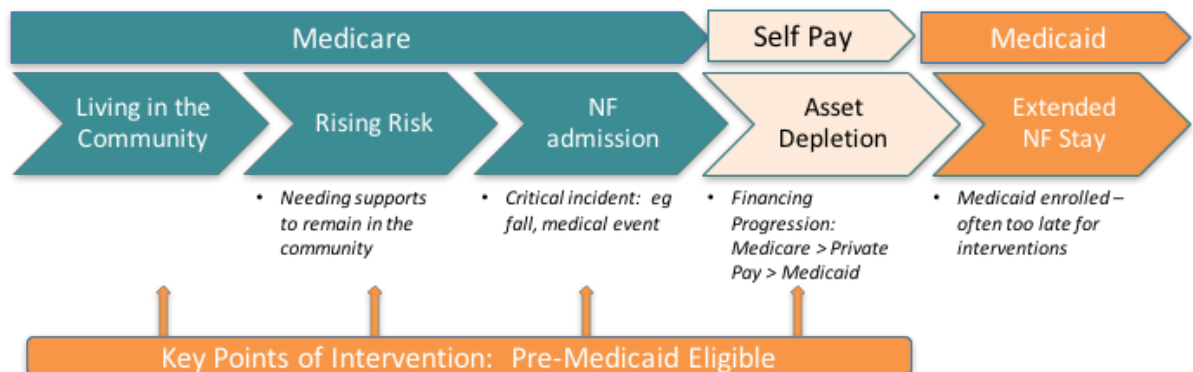 Medicare
Self Pay
Medicaid
Living in the
Community
Rising Risk
NF
admission
Asset
Depletion
Extended
NF Stay
• Needing supports
to remain in the
community
• Critical incident: eg
fall, medical event
• Financing
Progression:
Medicare > Private
Pay > Medicaid
• Medicaid enrolled –
often too late for
interventions
Key Points of Intervention: Pre-Medicaid Eligible